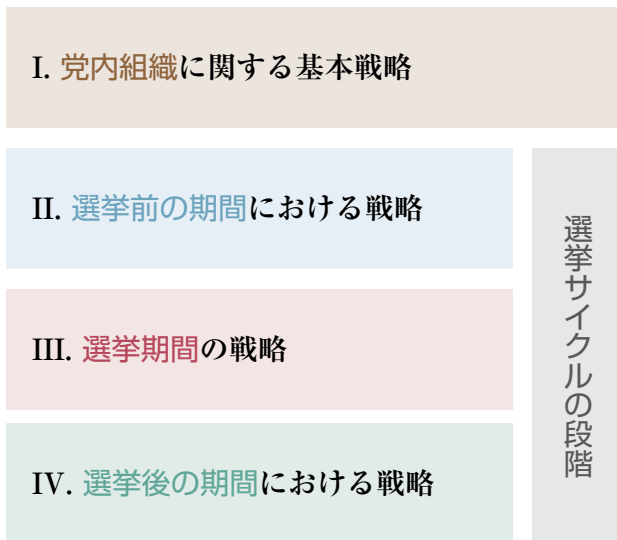 I. 党内組織に関する基本戦略
II. 選挙前の期間における戦略
III. 選挙期間の戦略
IV. 選挙後の期間における戦略
選挙サイクルの段階